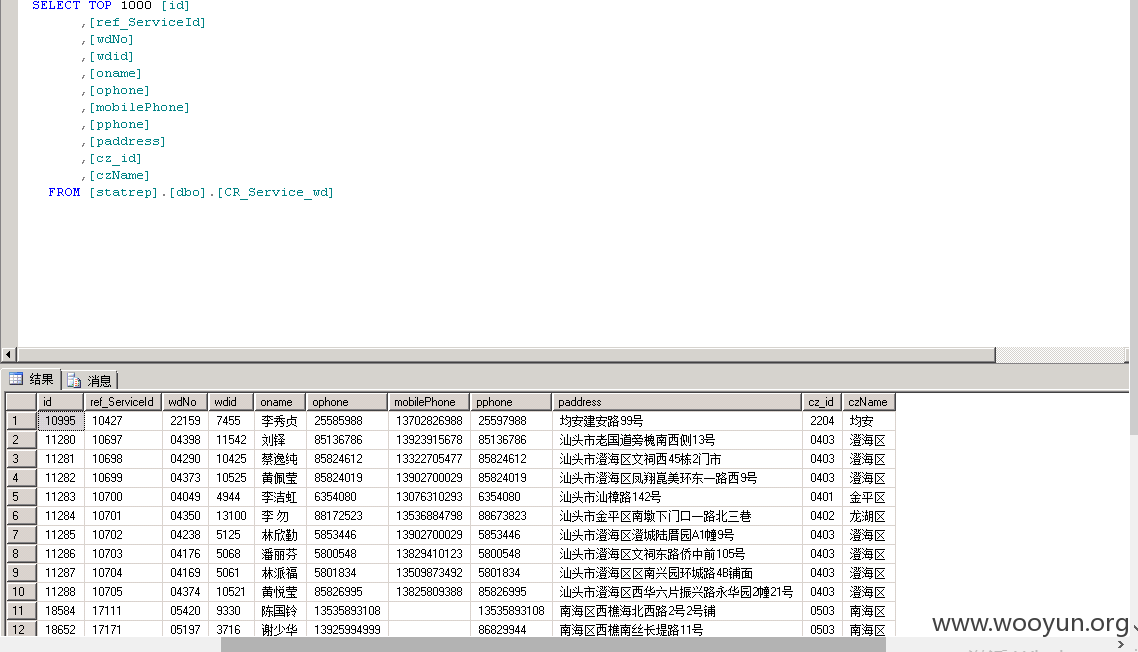 SELECT TOP 1000 [id]
,[ref_ServiceId]
,[wdNo]
,[wdid]
,[oname]
,[ophone]
,[mobilePhone]
,[pphone]
,[paddress]
,[cz_id]
,[czName]
FROM [statrep].[dbo].[CR_Service_wd]
结果 消息
id ref_ServiceId wdNo wdid oname ophone mobilePhone pphone paddress cz_id czName
1 10995 10427 22159 7455 李秀贞 25585988 13702826988 25597988 均安建安路99号 2204 均安
2 11280 10697 04398 11542 刘铎 85136786 13923915678 85136786 汕头市老国道旁槐南西侧13号 0403 澄海区
3 11281 10698 04290 10425 蔡逸纯 85824612 13322705477 85824612 汕头市澄海区文祠西45栋2门市 0403 澄海区
4 11282 10699 04373 10525 黄佩莹 85824019 13902700029 85824019 汕头市澄海区凤翔崑美环东一路西9号 0403 澄海区
5 11283 10700 04049 4944 李洁虹 6354080 13076310293 6354080 汕头市汕樟路142号 0401 金平区
6 11284 10701 04350 13100 李 勿 88172523 13536884798 88673823 汕头市金平区南墩下门口一路北三巷 0402 龙湖区
7 11285 10702 04238 5125 林欣勤 5853446 13902700029 5853446 汕头市澄海区澄城陆厝园A1幢9号 0403 澄海区
8 11286 10703 04176 5068 潘丽芬 5800548 13829410123 5800548 汕头市澄海区文祠东路侨中前105号 0403 澄海区
9 11287 10704 04169 5061 林派福 5801834 13509873492 5801834 汕头市澄海区区南兴园环城路4B铺面 0403 澄海区
10 11288 10705 04374 10521 黄悦莹 85826995 13825809388 85826995 汕头市澄海区西华六片振兴路永华园2幢21号 0403 澄海区
11 18584 17111 05420 9330 陈国铃 13535893108 13535893108 南海区西樵海北西路2号2号铺 0503 南海区
12 18652 17171 05197 3716 谢少华 13925994999 86829944 南海区西樵南丝长堤路11号 0503 南海区
www.wooyun.org